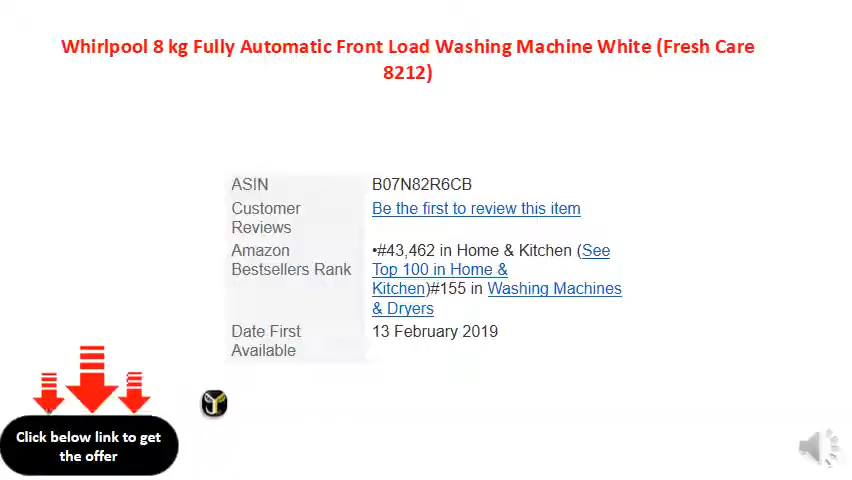 Whirlpool 8 kg Fully Automatic Front Load Washing Machine White (Fresh Care
8212)
ASIN B07N82R6CB
Customer Be the first to review this item
Reviews
Amazon •#43,462 in Home & Kitchen (See
Bestsellers Rank Top 100 in Home &
Kitchen)#155 in Washing Machines
& Dryers
Date First 13 February 2019
Available
Click below link to get
the offer